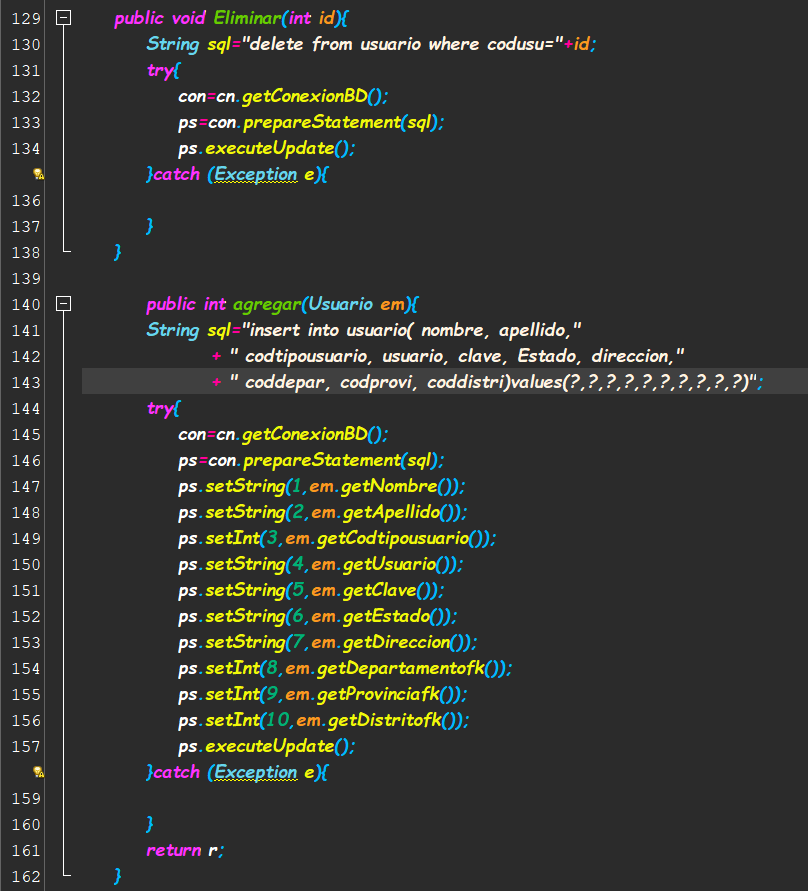 129 public void Eliminar(int id){
130 String sql="delete from usuario where codusu="+id;
131 try{
132 con=cn.getConexionBD();
133 ps=con.prepareStatement(sql);
134 ps.executeUpdate();
}catch (Exception e){
136
137 }
138 }
139
140 public int agregar(Usuario em){
141 String sql="insert into usuario( nombre, apellido,"
142 + " codtipousuario, usuario, clave, Estado, direccion,"
143 + " coddepar, codprovi, coddistri)values(?,?,?,?,?,?,?,?,?,?)";
144 try{
145 con=cn.getConexionBD();
146 ps=con.prepareStatement(sql);
147 ps.setString(1,em.getNombre());
148 ps.setString(2,em.getApellido());
149 ps.setInt(3,em.getCodtipousuario());
150 ps.setString(4,em.getUsuario());
151 ps.setString(5,em.getClave());
152 ps.setString(6,em.getEstado());
153 ps.setString(7,em.getDireccion());
154 ps.setInt(8,em.getDepartamentofk());
155 ps.setInt(9,em.getProvinciafk());
156 ps.setInt(10,em.getDistritofk());
157 ps.executeUpdate();
}catch (Exception e){
159
160 }
161 return r;
162 }